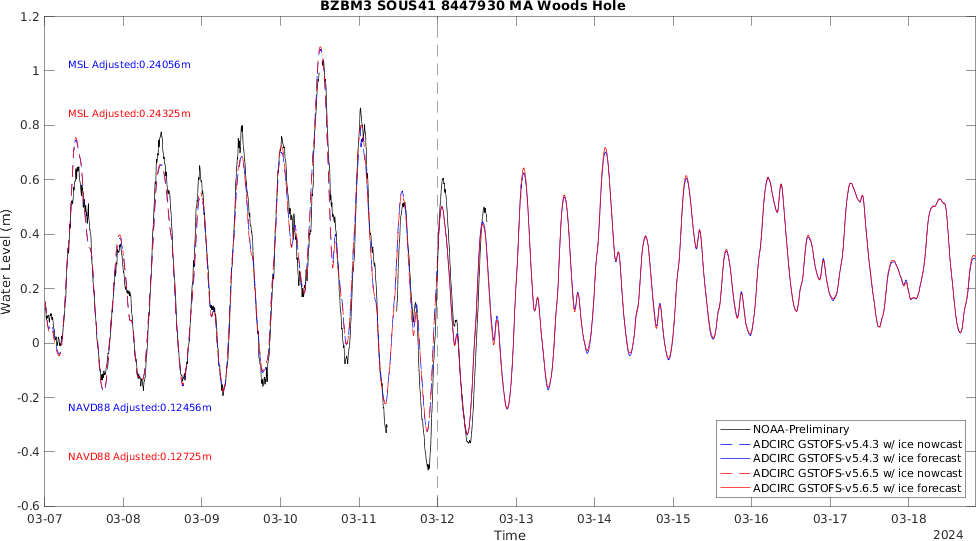 BZBM3 SOUS41 8447930 MA Woods Hole
1.2
1
0.8
0.6
0.4
0.2
0
-0.2
-0.4
-0.6
Water Level (m)
MSL Adjusted:0.24056m
MSL Adjusted:0.24325m
NAVD88 Adjusted:0.12456m
NAVD88 Adjusted:0.12725m
NOAA-Preliminary
ADCIRC GSTOFS-v5.4.3 w/ ice nowcast
ADCIRC GSTOFS-v5.4.3 w/ ice forecast
ADCIRC GSTOFS-v5.6.5 w/ ice nowcast
ADCIRC GSTOFS-v5.6.5 w/ ice forecast
03-07 03-08 03-09 03-10 03-11 03-12 03-13 03-14 03-15 03-16 03-17 03-18
Time
2024